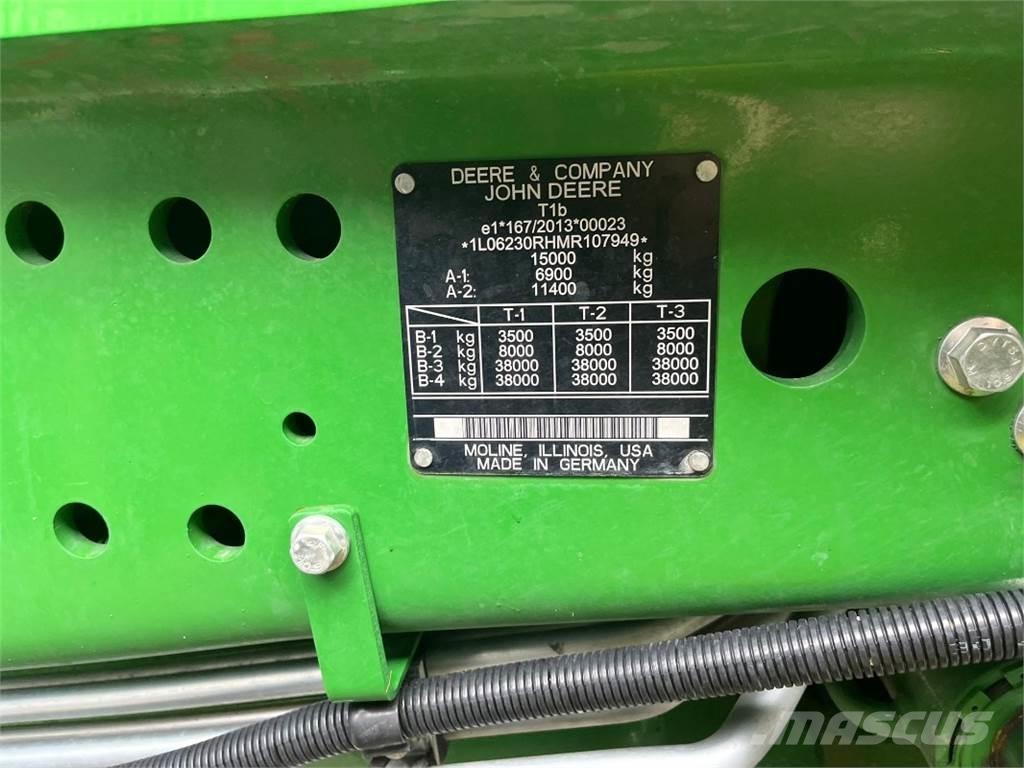 DEERE & COMPANY
JOHN DEERE
T1b
e1*167/2013*00023
*1L06230RHMR107949*
15000 kg
A-1: 6900 kg
A-2: 11400 kg
T-1 T-2 T-3
B-1 kg 3500 3500 3500
B-2 kg 8000 8000 8000
B-3 kg 38000 38000 38000
B-4 kg 38000 38000 38000
MOLINE, ILLINOIS, USA
MADE IN GERMANY
MASCUS